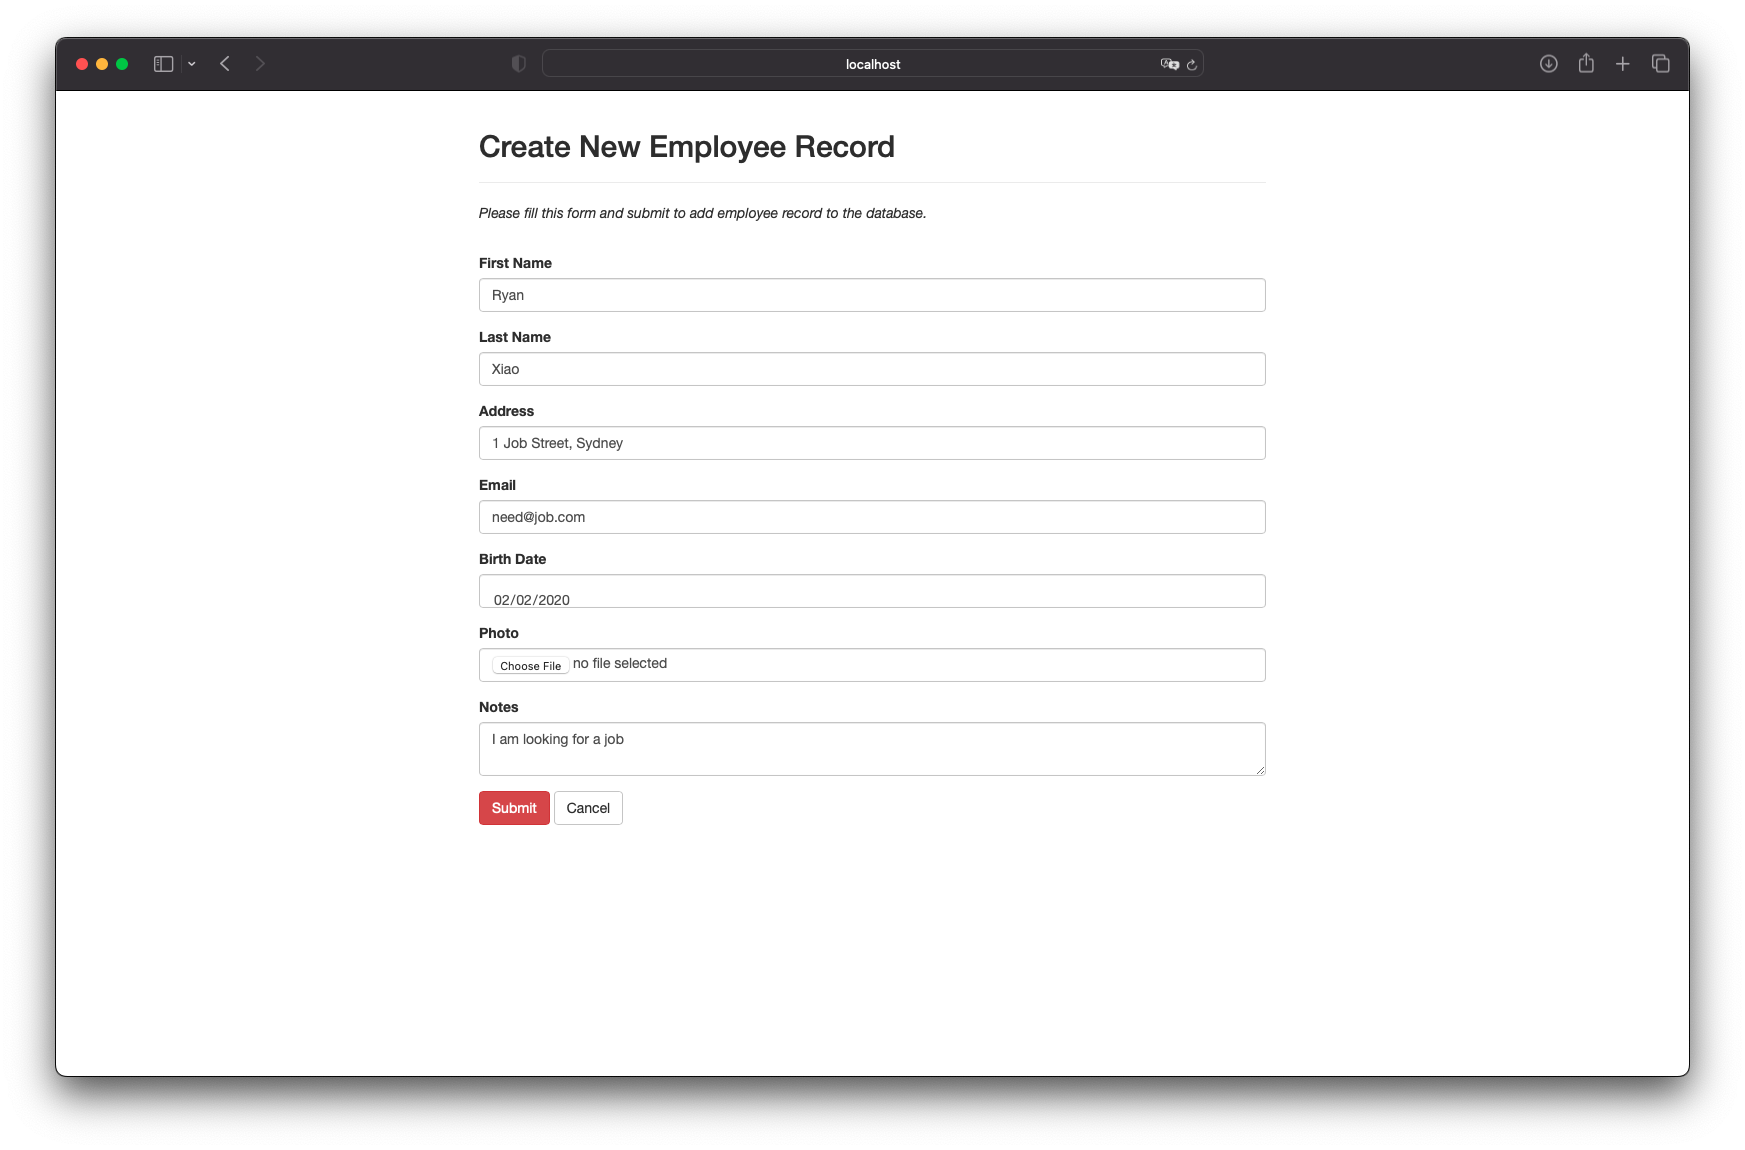 localhost
Create New Employee Record
Please fill this form and submit to add employee record to the database.
First Name
Ryan
Last Name
Xiao
Address
1 Job Street, Sydney
Email
need@job.com
Birth Date
02/02/2020
Photo
Choose File no file selected
Notes
I am looking for a job
Submit Cancel